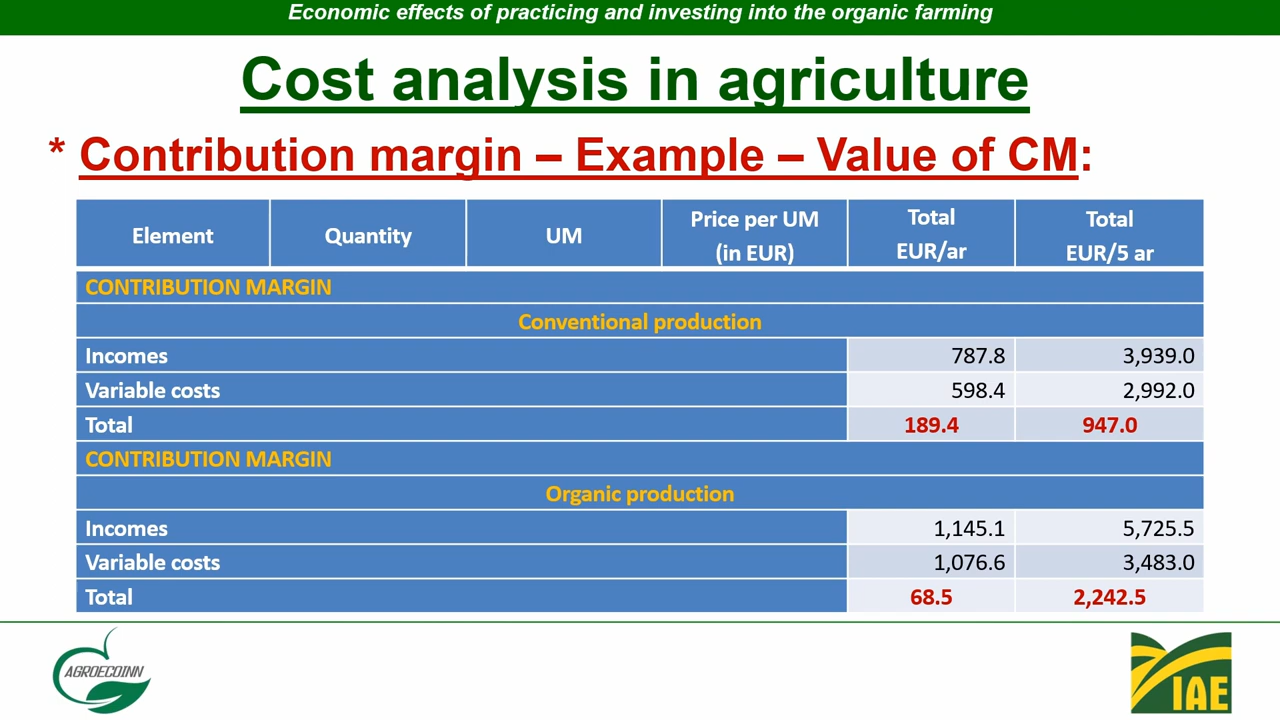 Economic effects of practicing and investing into the organic farming
Cost analysis in agriculture
* Contribution margin – Example – Value of CM:
Element Quantity UM Price per UM (in EUR) Total EUR/ar Total EUR/5 ar
CONTRIBUTION MARGIN
Conventional production
Incomes 787.8 3,939.0
Variable costs 598.4 2,992.0
Total 189.4 947.0
CONTRIBUTION MARGIN
Organic production
Incomes 1,145.1 5,725.5
Variable costs 1,076.6 3,483.0
Total 68.5 2,242.5
AGROECOINN
IAE